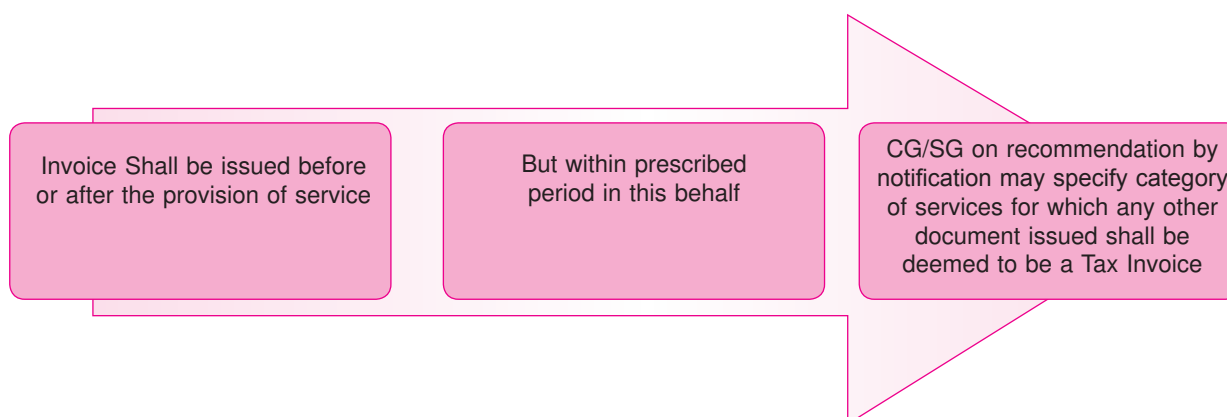 Invoice Shall be issued before
or after the provision of service
But within prescribed
period in this behalf
CG/SG on recommendation by
notification may specify category
of services for which any other
document issued shall be
deemed to be a Tax Invoice